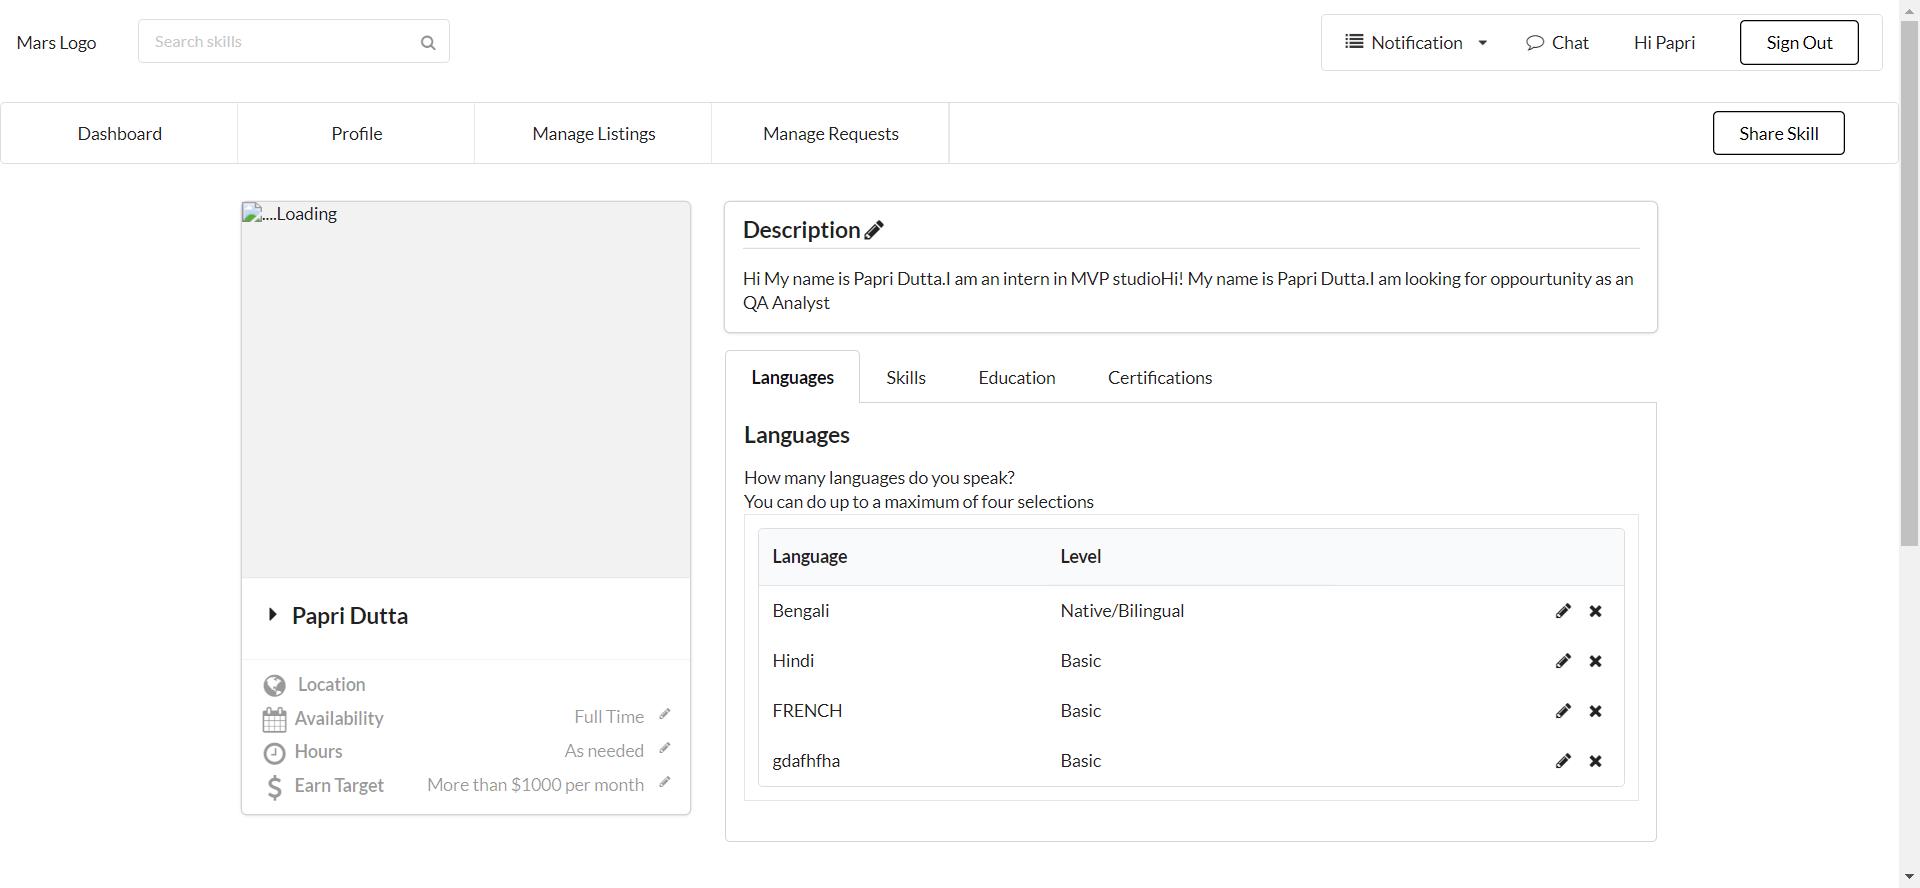 Mars Logo
Search skills
Notification
Chat
Hi Papri
Sign Out
Dashboard
Profile
Manage Listings
Manage Requests
Share Skill
....Loading
Papri Dutta
Location
Availability
Full Time
Hours
As needed
Earn Target
More than $1000 per month
Description
Hi My name is Papri Dutta.I am an intern in MVP studioHi! My name is Papri Dutta.I am looking for oppourtunity as an
QA Analyst
Languages
Skills
Education
Certifications
Languages
How many languages do you speak?
You can do up to a maximum of four selections
Language
Level
Bengali
Native/Bilingual
Hindi
Basic
FRENCH
Basic
gdafhfha
Basic